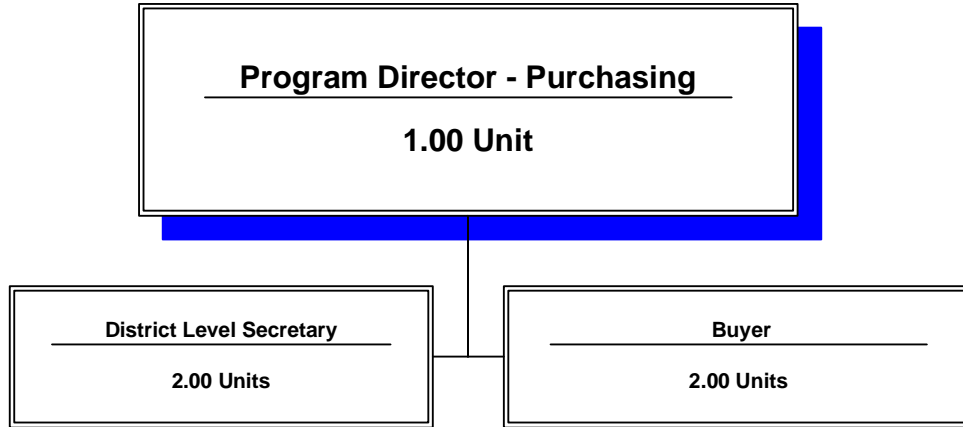 Program Director - Purchasing
1.00 Unit
District Level Secretary
2.00 Units
Buyer
2.00 Units